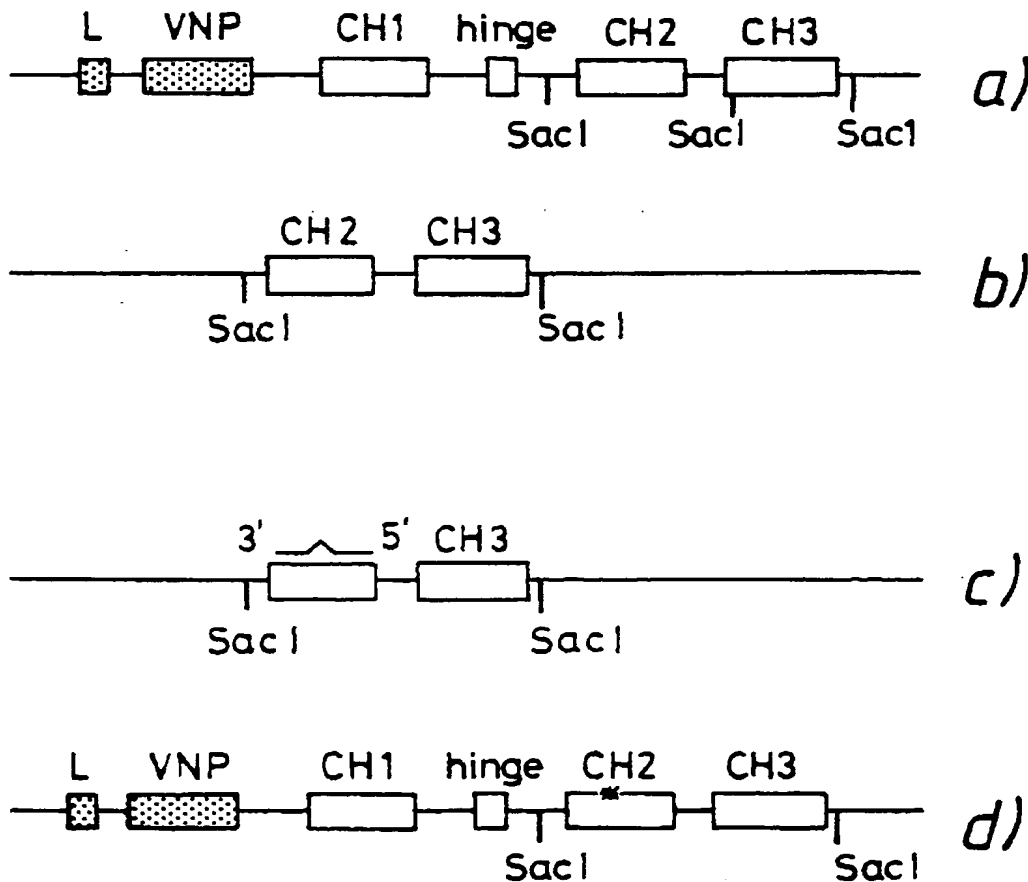 L VNP CH1 hinge CH2 CH3
a)
SacI SacI Sac1
CH2 CH3
b)
SacI SacI
3' 5' CH3
c)
SacI SacI
L VNP CH1 hinge CH2 CH3
*
d)
SacI SacI